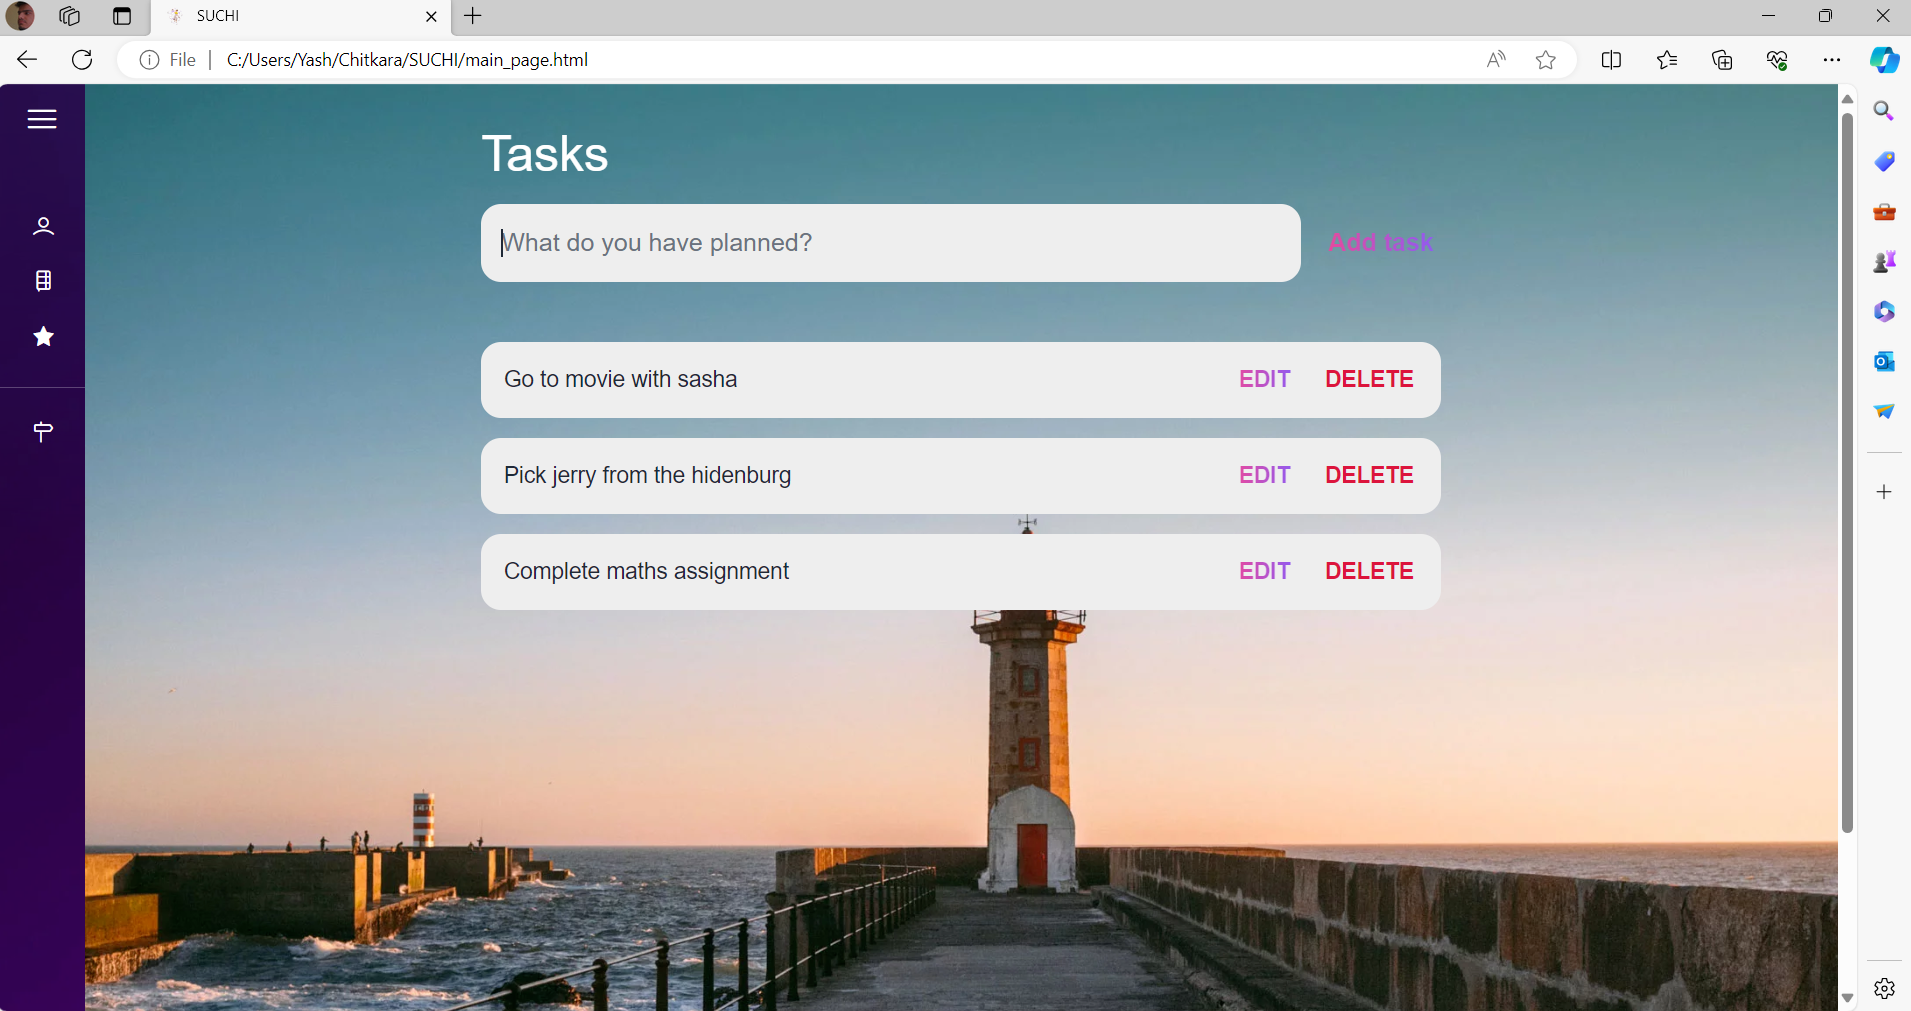 SUCHI
File
C:/Users/Yash/Chitkara/SUCHI/main_page.html
Tasks
What do you have planned?
Add task
Go to movie with sasha EDIT DELETE
Pick jerry from the hidenburg EDIT DELETE
Complete maths assignment EDIT DELETE